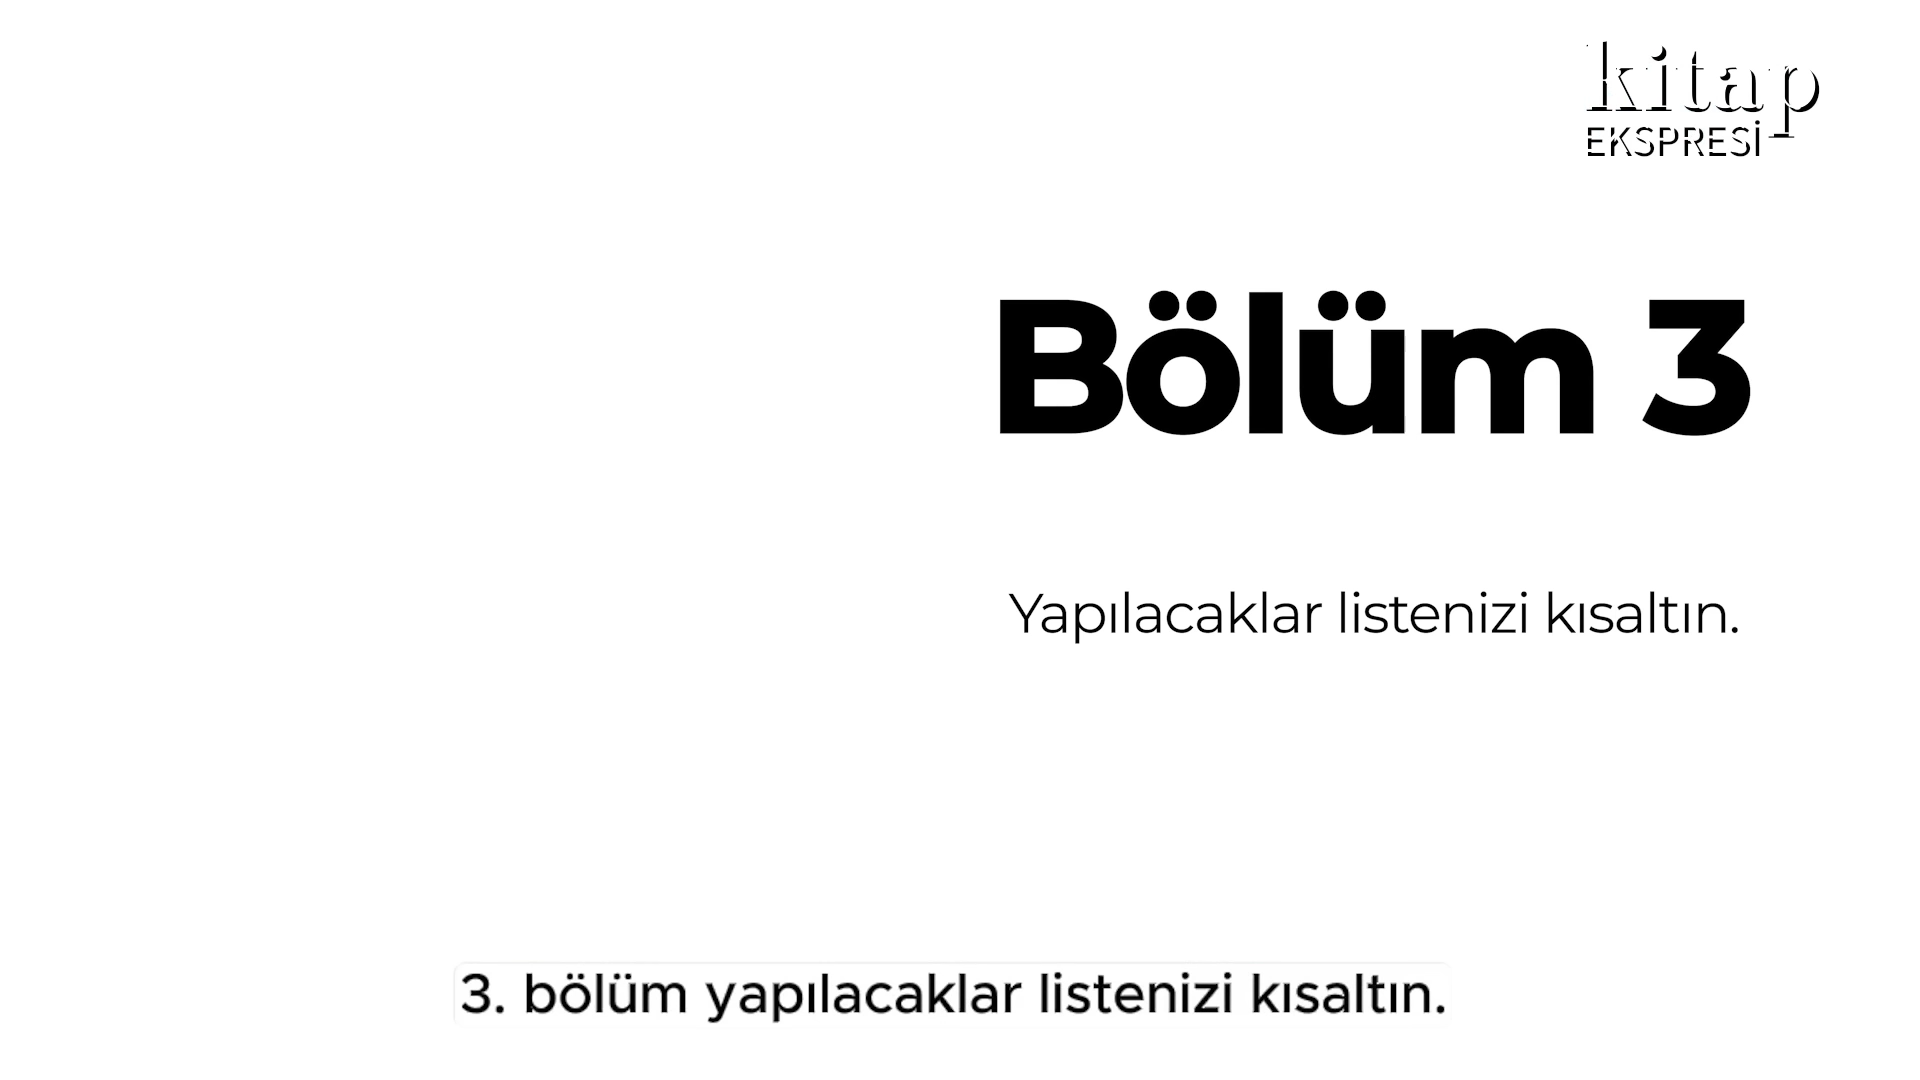 kitap
EKSPRESİ
Bölüm 3
Yapılacaklar listenizi kısaltın.
3. bölüm yapılacaklar listenizi kısaltın.